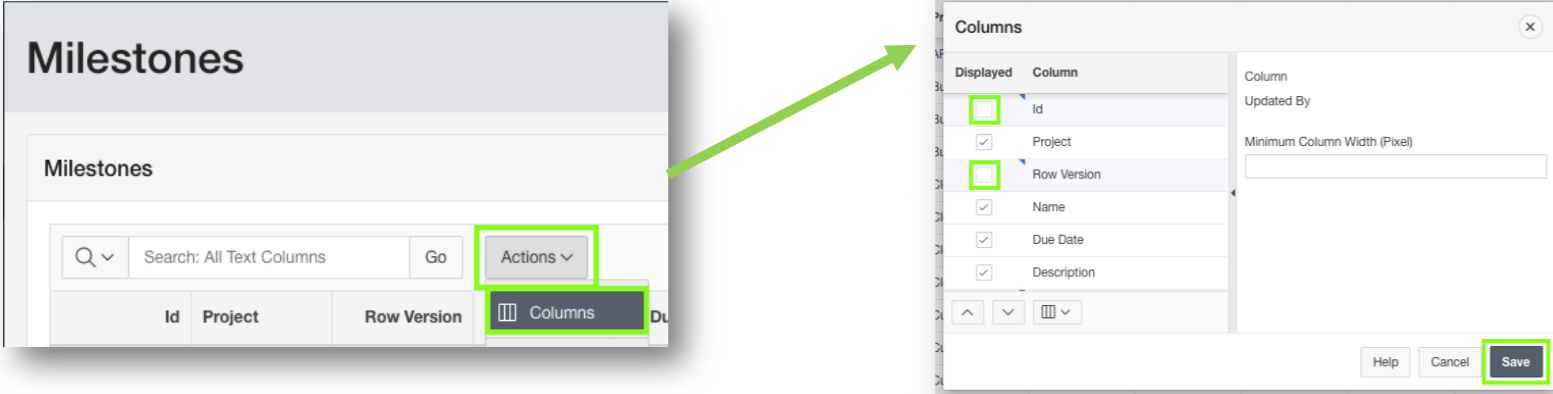 Milestones
Milestones
Search: All Text Columns
Go
Actions
Id Project Row Version
Columns
Columns
Displayed Column
Id
Project
Row Version
Name
Due Date
Description
Column
Updated By
Minimum Column Width (Pixel)
Help Cancel Save